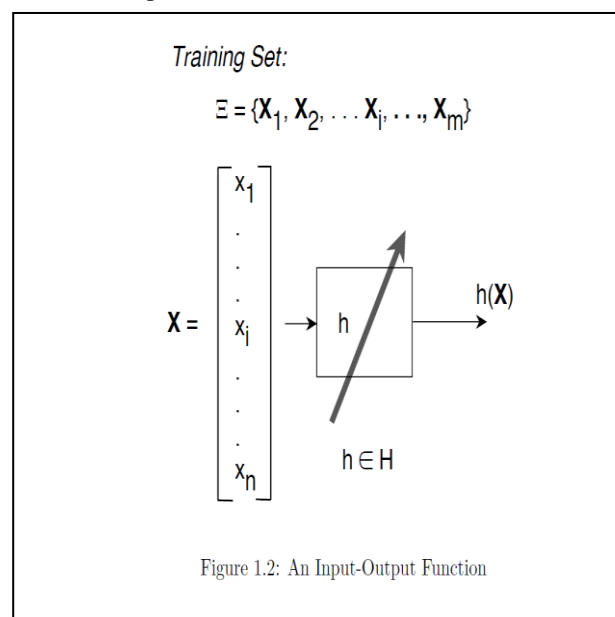 Training Set:
Ξ = {X1, X2, . . . Xi, . . ., Xm}
x1
.
.
.
X = xi h h(X)
.
.
.
xn
h ∈ H
Figure 1.2: An Input-Output Function